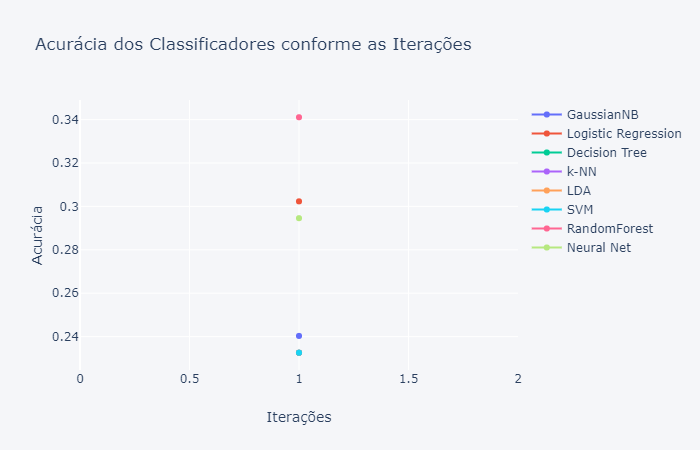 Acurácia dos Classificadores conforme as Iterações
0.34
0.32
0.3
0.28
0.26
0.24
Acurácia
0
0.5
1
1.5
2
Iterações
GaussianNB
Logistic Regression
Decision Tree
k-NN
LDA
SVM
RandomForest
Neural Net